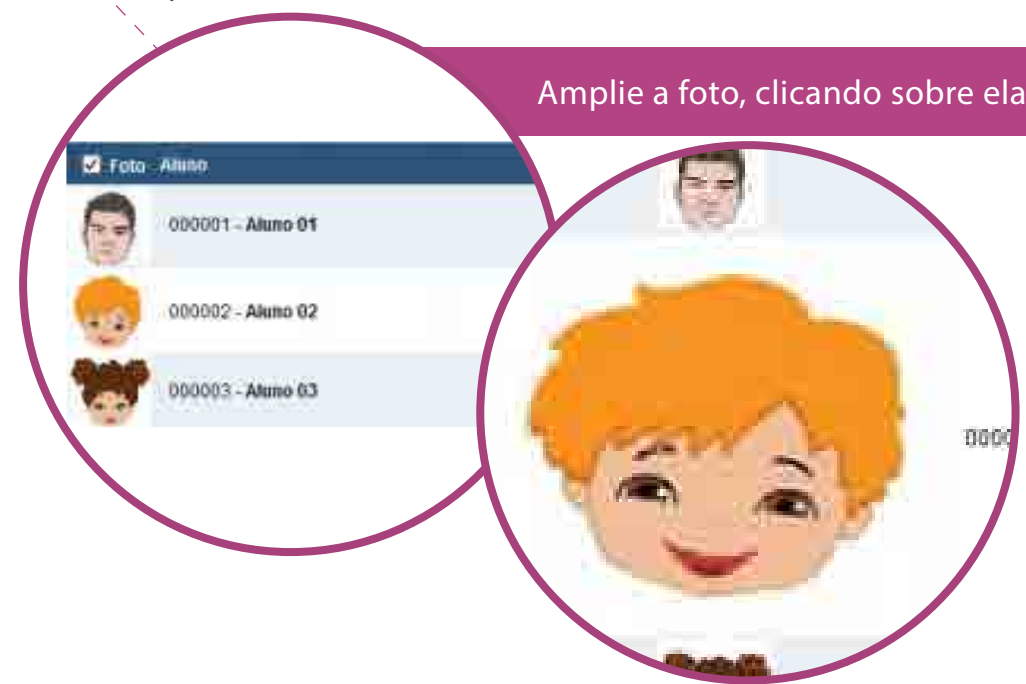 Amplie a foto, clicando sobre ela
Foto - Aluno
000001 - Aluno 01
000002 - Aluno 02
000003 - Aluno 03